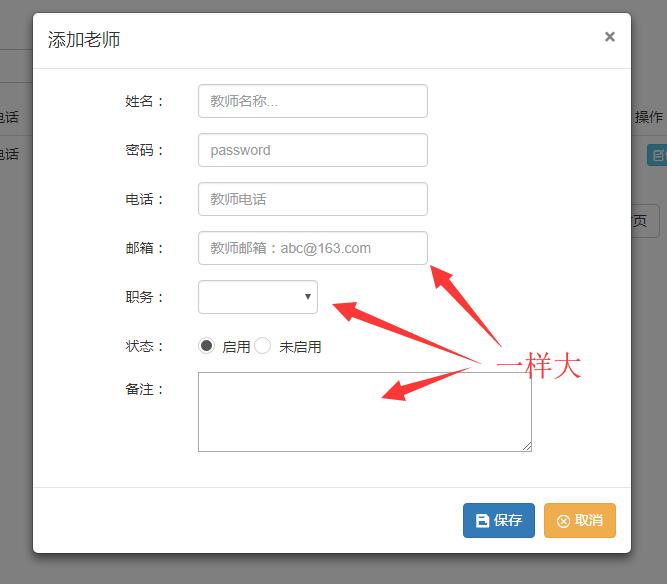 添加老师 ×
电话 操作
姓名： 教师名称...
密码： password
电话
电话： 教师电话
页
邮箱： 教师邮箱：abc@163.com
职务：
状态： 启用 未启用
一样大
备注：
保存 取消